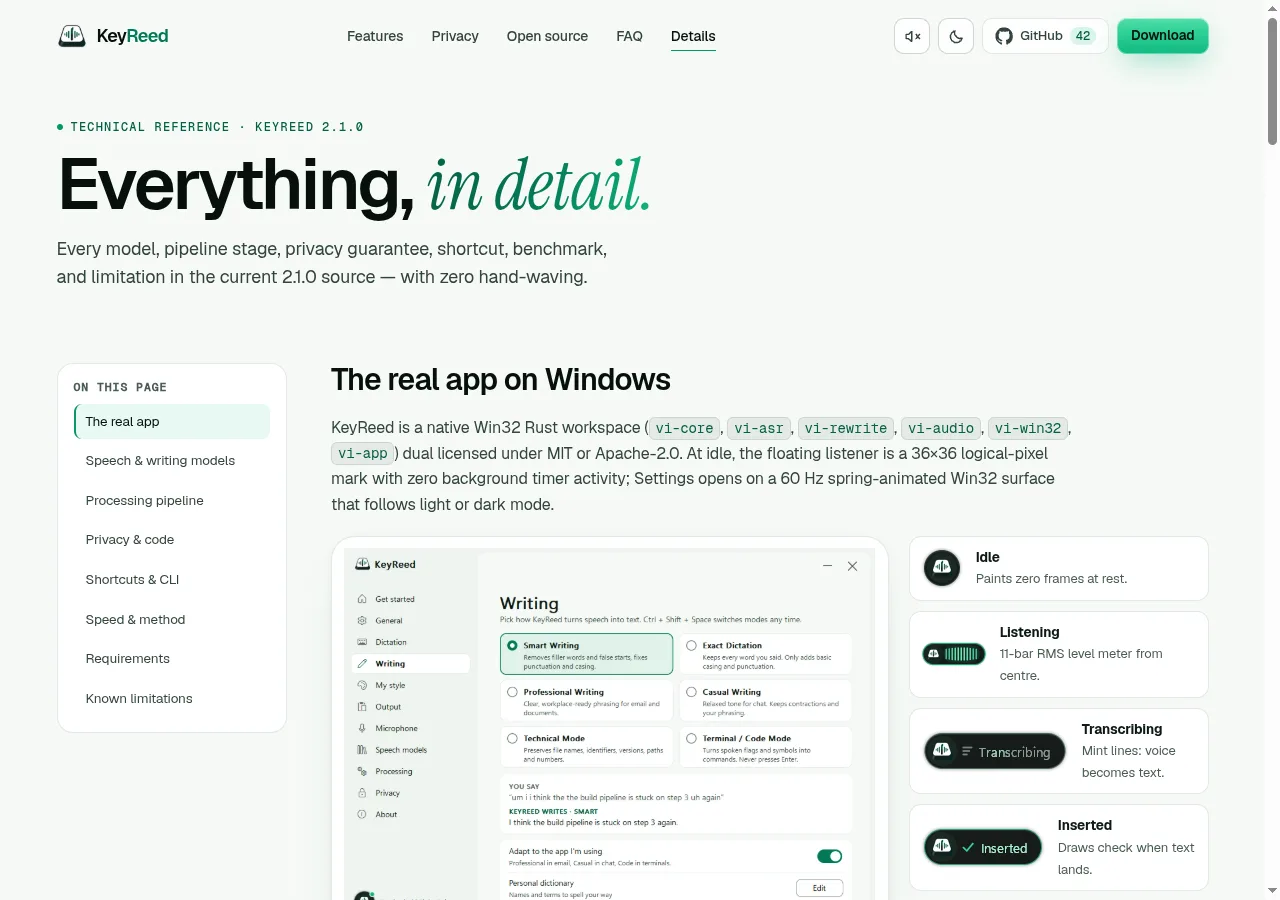 KeyReed
Features
Privacy
Open source
FAQ
Details
GitHub 42
Download
TECHNICAL REFERENCE · KEYREED 2.1.0
Everything, in detail.
Every model, pipeline stage, privacy guarantee, shortcut, benchmark,
and limitation in the current 2.1.0 source — with zero hand-waving.
ON THIS PAGE
The real app
Speech & writing models
Processing pipeline
Privacy & code
Shortcuts & CLI
Speed & method
Requirements
Known limitations
The real app on Windows
KeyReed is a native Win32 Rust workspace (vi-core, vi-asr, vi-rewrite, vi-audio, vi-win32,
vi-app) dual licensed under MIT or Apache-2.0. At idle, the floating listener is a 36×36 logical-pixel
mark with zero background timer activity; Settings opens on a 60 Hz spring-animated Win32 surface
that follows light or dark mode.
KeyReed
Get started
General
Dictation
Writing
My style
Output
Microphone
Speech models
Processing
Privacy
About
Writing
Pick how KeyReed turns speech into text. Ctrl + Shift + Space switches modes any time.
Smart Writing
Removes filler words and false starts, fixes
punctuation and casing.
Exact Dictation
Keeps every word you said. Only adds basic
casing and punctuation.
Professional Writing
Clear, workplace-ready phrasing for email and
documents.
Casual Writing
Relaxed tone for chat. Keeps contractions and
your phrasing.
Technical Mode
Preserves file names, identifiers, versions, paths
and numbers.
Terminal / Code Mode
Turns spoken flags and symbols into
commands. Never presses Enter.
YOU SAY
"um i i think the the build pipeline is stuck on step 3 uh again"
KEYREED WRITES · SMART
I think the build pipeline is stuck on step 3 again.
Adapt to the app I'm using
Professional in email, Casual in chat, Code in terminals.
Personal dictionary
Names and terms to spell your way
Edit
Idle
Paints zero frames at rest.
Listening
11-bar RMS level meter from
centre.
Transcribing
Transcribing
Mint lines: voice
becomes text.
Inserted
Inserted
Draws check when text
lands.